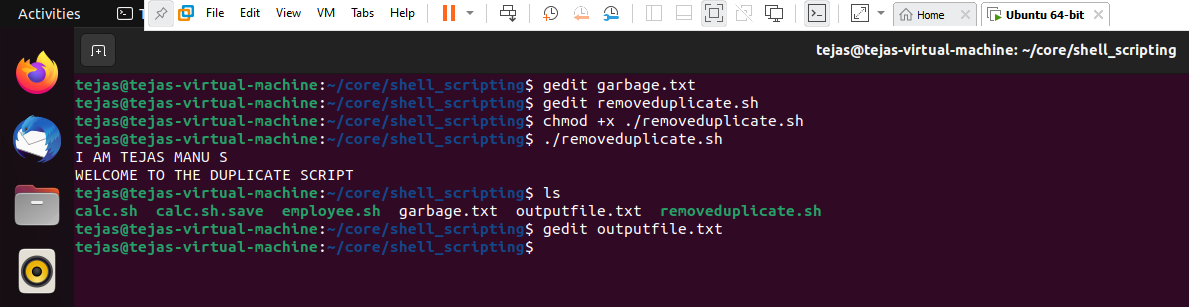 Activities
File Edit View VM Tabs Help
Home
Ubuntu 64-bit
tejas@tejas-virtual-machine: ~/core/shell_scripting
tejas@tejas-virtual-machine:~/core/shell_scripting$ gedit garbage.txt
tejas@tejas-virtual-machine:~/core/shell_scripting$ gedit removeduplicate.sh
tejas@tejas-virtual-machine:~/core/shell_scripting$ chmod +x ./removeduplicate.sh
tejas@tejas-virtual-machine:~/core/shell_scripting$ ./removeduplicate.sh
I AM TEJAS MANU S
WELCOME TO THE DUPLICATE SCRIPT
tejas@tejas-virtual-machine:~/core/shell_scripting$ ls
calc.sh calc.sh.save employee.sh garbage.txt outputfile.txt removeduplicate.sh
tejas@tejas-virtual-machine:~/core/shell_scripting$ gedit outputfile.txt
tejas@tejas-virtual-machine:~/core/shell_scripting$